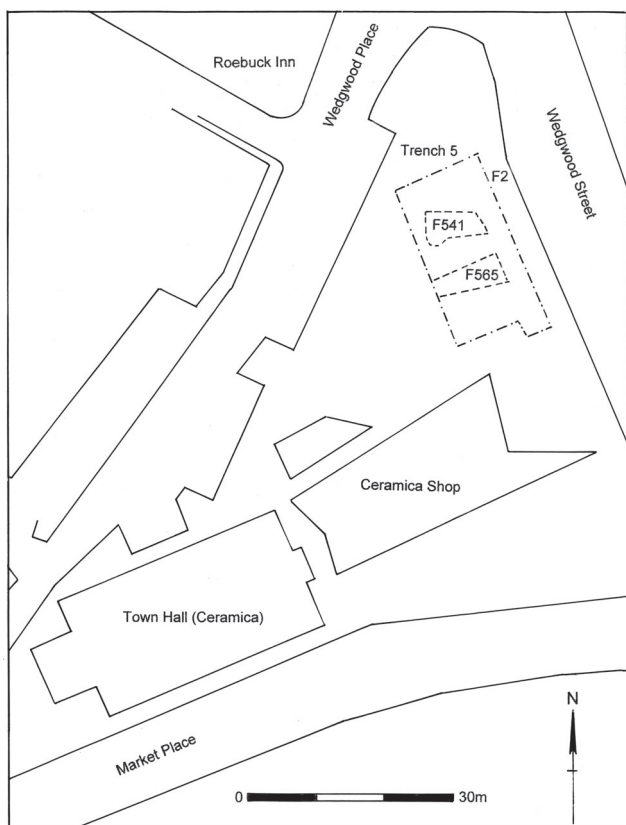 Roebuck Inn
Wedgwood Place
Wedgwood Street
Trench 5
F2
F541
F565
Ceramica Shop
Town Hall (Ceramica)
Market Place
N
0
30m